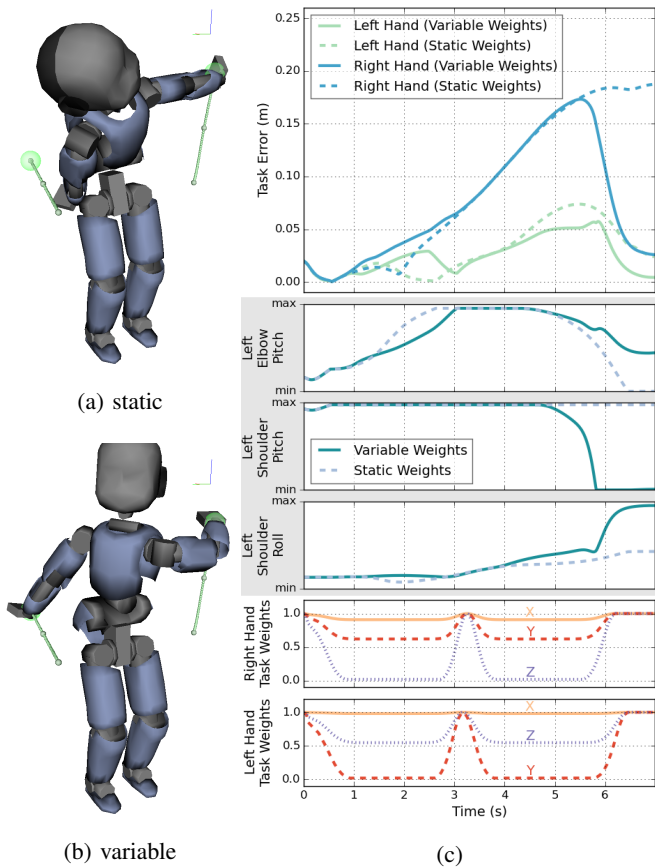 0.26
0.20
0.15
0.10
0.05
0.00
Task Error (m)
Left Hand (Variable Weights)
Left Hand (Static Weights)
Right Hand (Variable Weights)
Right Hand (Static Weights)
max
Left
Elbow
Pitch
min
max
Left
Shoulder
Pitch
min
Variable Weights
Static Weights
max
Left
Shoulder
Roll
min
1.0
0.5
0.0
Right Hand
Task Weights
X
Y
Z
1.0
0.5
0.0
Left Hand
Task Weights
X
Z
Y
0 1 2 3 4 5 6
Time (s)
(a) static
(b) variable
(c)